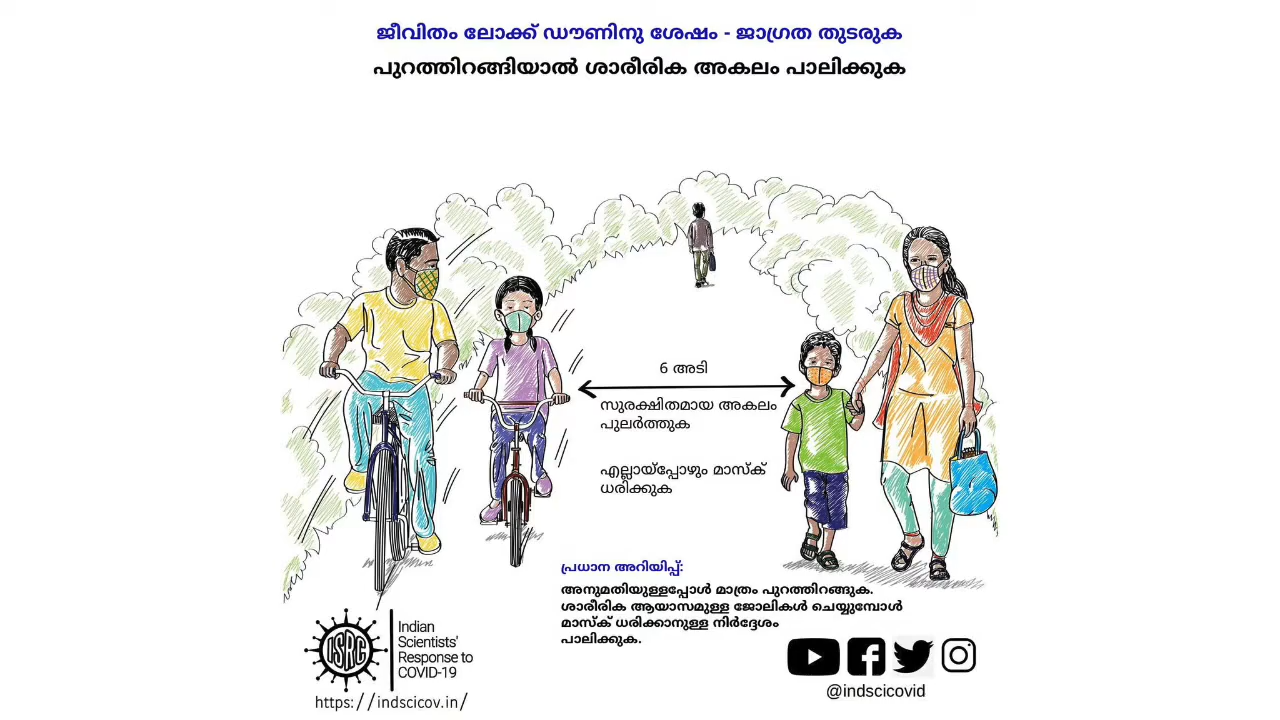 ജീവിതം ലോക്ക് ഡൗണിനു ശേഷം - ജാഗ്രത തുടരുക
പുറത്തിറങ്ങിയാൽ ശാരീരിക അകലം പാലിക്കുക
6 അടി
സുരക്ഷിതമായ അകലം
പുലർത്തുക
എല്ലായ്പ്പോഴും മാസ്ക്
ധരിക്കുക
പ്രധാന അറിയിപ്പ്:
അനുമതിയുള്ളപ്പോൾ മാത്രം പുറത്തിറങ്ങുക.
ശാരീരിക ആയാസമുള്ള ജോലികൾ ചെയ്യുമ്പോൾ
മാസ്ക് ധരിക്കാനുള്ള നിർദ്ദേശം
പാലിക്കുക.
ISRC
Indian
Scientists'
Response to
COVID-19
https://indscicov.in/
@indscicovid